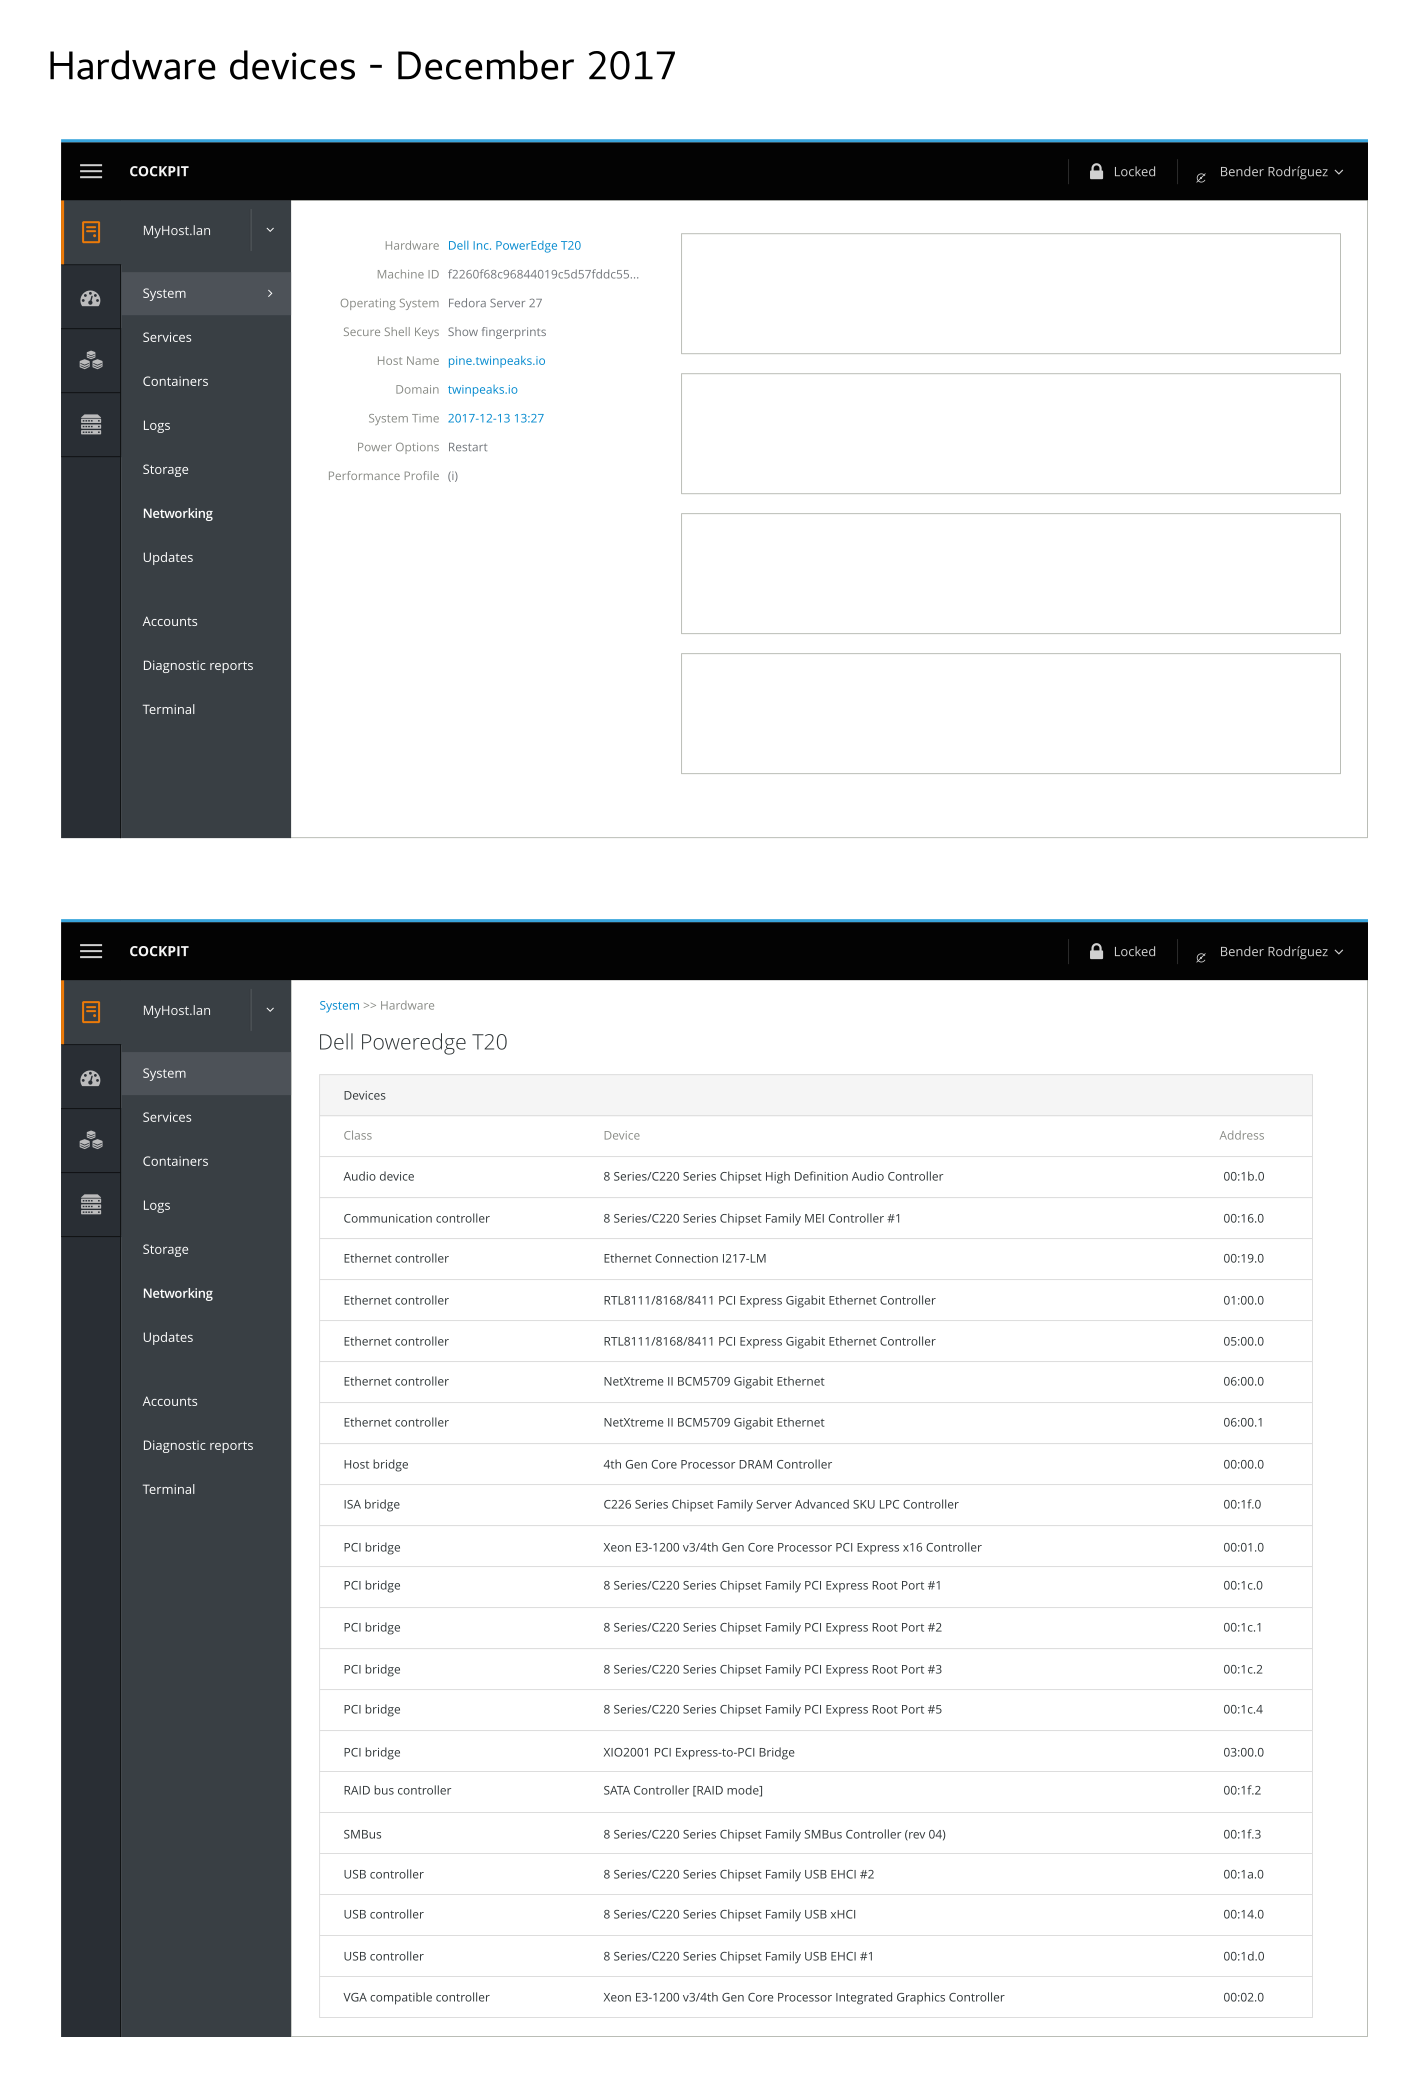 Hardware devices - December 2017
COCKPIT
Locked
Bender Rodríguez
MyHost.lan
System
Services
Containers
Logs
Storage
Networking
Updates
Accounts
Diagnostic reports
Terminal
Hardware Dell Inc. PowerEdge T20
Machine ID f2260f68c96844019c5d57fddc55...
Operating System Fedora Server 27
Secure Shell Keys Show fingerprints
Host Name pine.twinpeaks.io
Domain twinpeaks.io
System Time 2017-12-13 13:27
Power Options Restart
Performance Profile (i)
COCKPIT
Locked
Bender Rodríguez
MyHost.lan
System
Services
Containers
Logs
Storage
Networking
Updates
Accounts
Diagnostic reports
Terminal
System >> Hardware
Dell Poweredge T20
Devices
Class Device Address
Audio device 8 Series/C220 Series Chipset High Definition Audio Controller 00:1b.0
Communication controller 8 Series/C220 Series Chipset Family MEI Controller #1 00:16.0
Ethernet controller Ethernet Connection I217-LM 00:19.0
Ethernet controller RTL8111/8168/8411 PCI Express Gigabit Ethernet Controller 01:00.0
Ethernet controller RTL8111/8168/8411 PCI Express Gigabit Ethernet Controller 05:00.0
Ethernet controller NetXtreme II BCM5709 Gigabit Ethernet 06:00.0
Ethernet controller NetXtreme II BCM5709 Gigabit Ethernet 06:00.1
Host bridge 4th Gen Core Processor DRAM Controller 00:00.0
ISA bridge C226 Series Chipset Family Server Advanced SKU LPC Controller 00:1f.0
PCI bridge Xeon E3-1200 v3/4th Gen Core Processor PCI Express x16 Controller 00:01.0
PCI bridge 8 Series/C220 Series Chipset Family PCI Express Root Port #1 00:1c.0
PCI bridge 8 Series/C220 Series Chipset Family PCI Express Root Port #2 00:1c.1
PCI bridge 8 Series/C220 Series Chipset Family PCI Express Root Port #3 00:1c.2
PCI bridge 8 Series/C220 Series Chipset Family PCI Express Root Port #5 00:1c.4
PCI bridge XIO2001 PCI Express-to-PCI Bridge 03:00.0
RAID bus controller SATA Controller [RAID mode] 00:1f.2
SMBus 8 Series/C220 Series Chipset Family SMBus Controller (rev 04) 00:1f.3
USB controller 8 Series/C220 Series Chipset Family USB EHCI #2 00:1a.0
USB controller 8 Series/C220 Series Chipset Family USB xHCI 00:14.0
USB controller 8 Series/C220 Series Chipset Family USB EHCI #1 00:1d.0
VGA compatible controller Xeon E3-1200 v3/4th Gen Core Processor Integrated Graphics Controller 00:02.0